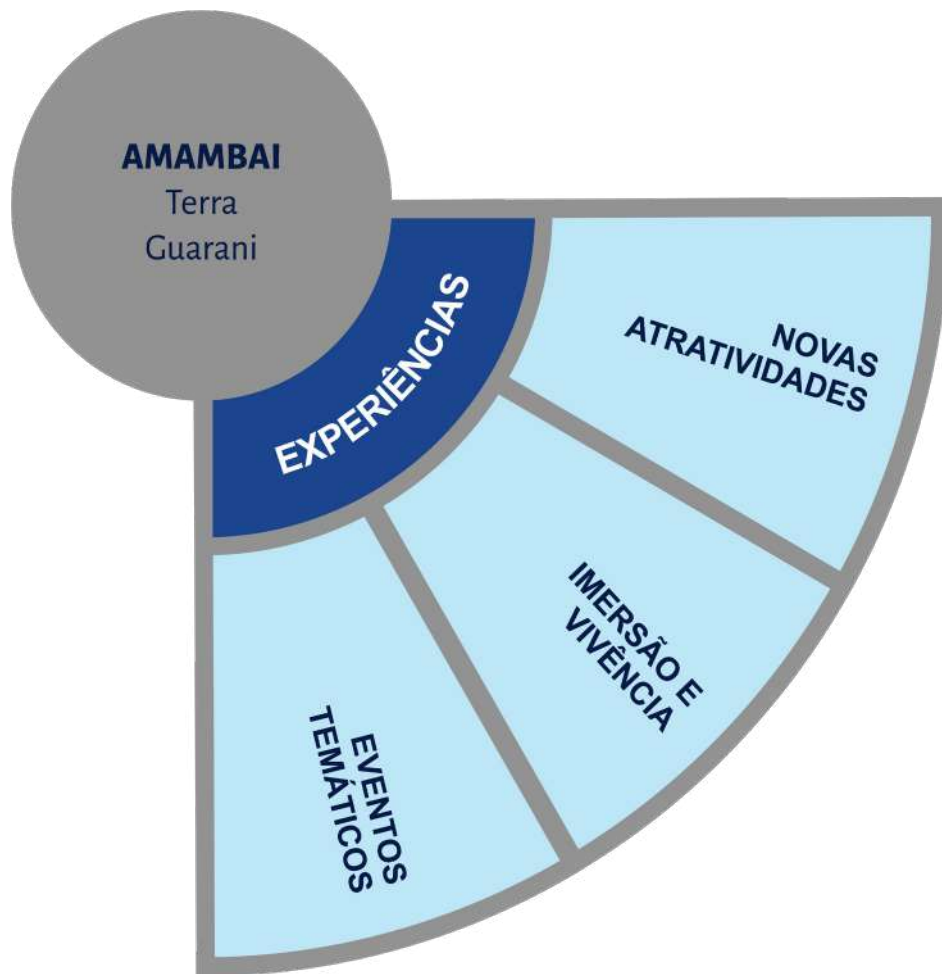 AMAMBAI
Terra
Guarani
EXPERIÊNCIAS
NOVAS
ATRATIVIDADES
IMERSÃO E
VIVÊNCIA
EVENTOS
TEMÁTICOS